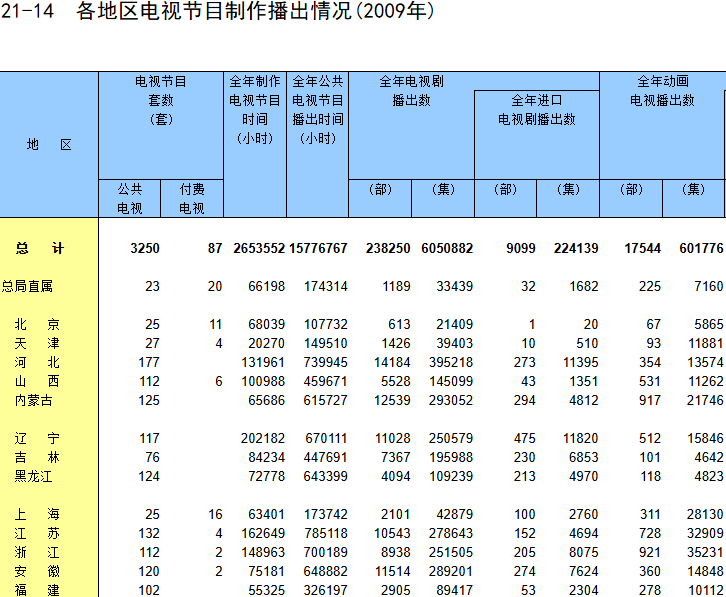 21-14 各地区电视节目制作播出情况(2009年)
地 区 电视节目套数(套) 全年制作电视节目时间(小时) 全年公共电视节目播出时间(小时) 全年电视剧播出数 全年进口电视剧播出数 全年动画电视播出数
公共电视 付费电视 (部) (集) (部) (集) (部) (集)
总 计 3250 87 2653552 15776767 238250 6050882 9099 224139 17544 601776
总局直属 23 20 66198 174314 1189 33439 32 1682 225 7160
北 京 25 11 68039 107732 613 21409 1 20 67 5865
天 津 27 4 20270 149510 1426 39403 10 510 93 11881
河 北 177 131961 739945 14184 395218 273 11395 354 13574
山 西 112 6 100988 459671 5528 145099 43 1351 531 11262
内蒙古 125 65686 615727 12539 293052 294 4812 917 21746
辽 宁 117 202182 670111 11028 250579 475 11820 512 15846
吉 林 76 84234 447691 7367 195988 230 6853 101 4642
黑龙江 124 72778 643399 4094 109239 213 4970 118 4823
上 海 25 16 63401 173742 2101 42879 100 2760 311 28130
江 苏 132 4 162649 785118 10543 278643 152 4694 728 32909
浙 江 112 2 148963 700189 8938 251505 205 8075 921 35231
安 徽 120 2 75181 648882 11514 289201 274 7624 360 14848
福 建 102 55325 326197 2905 89417 53 2304 278 10112